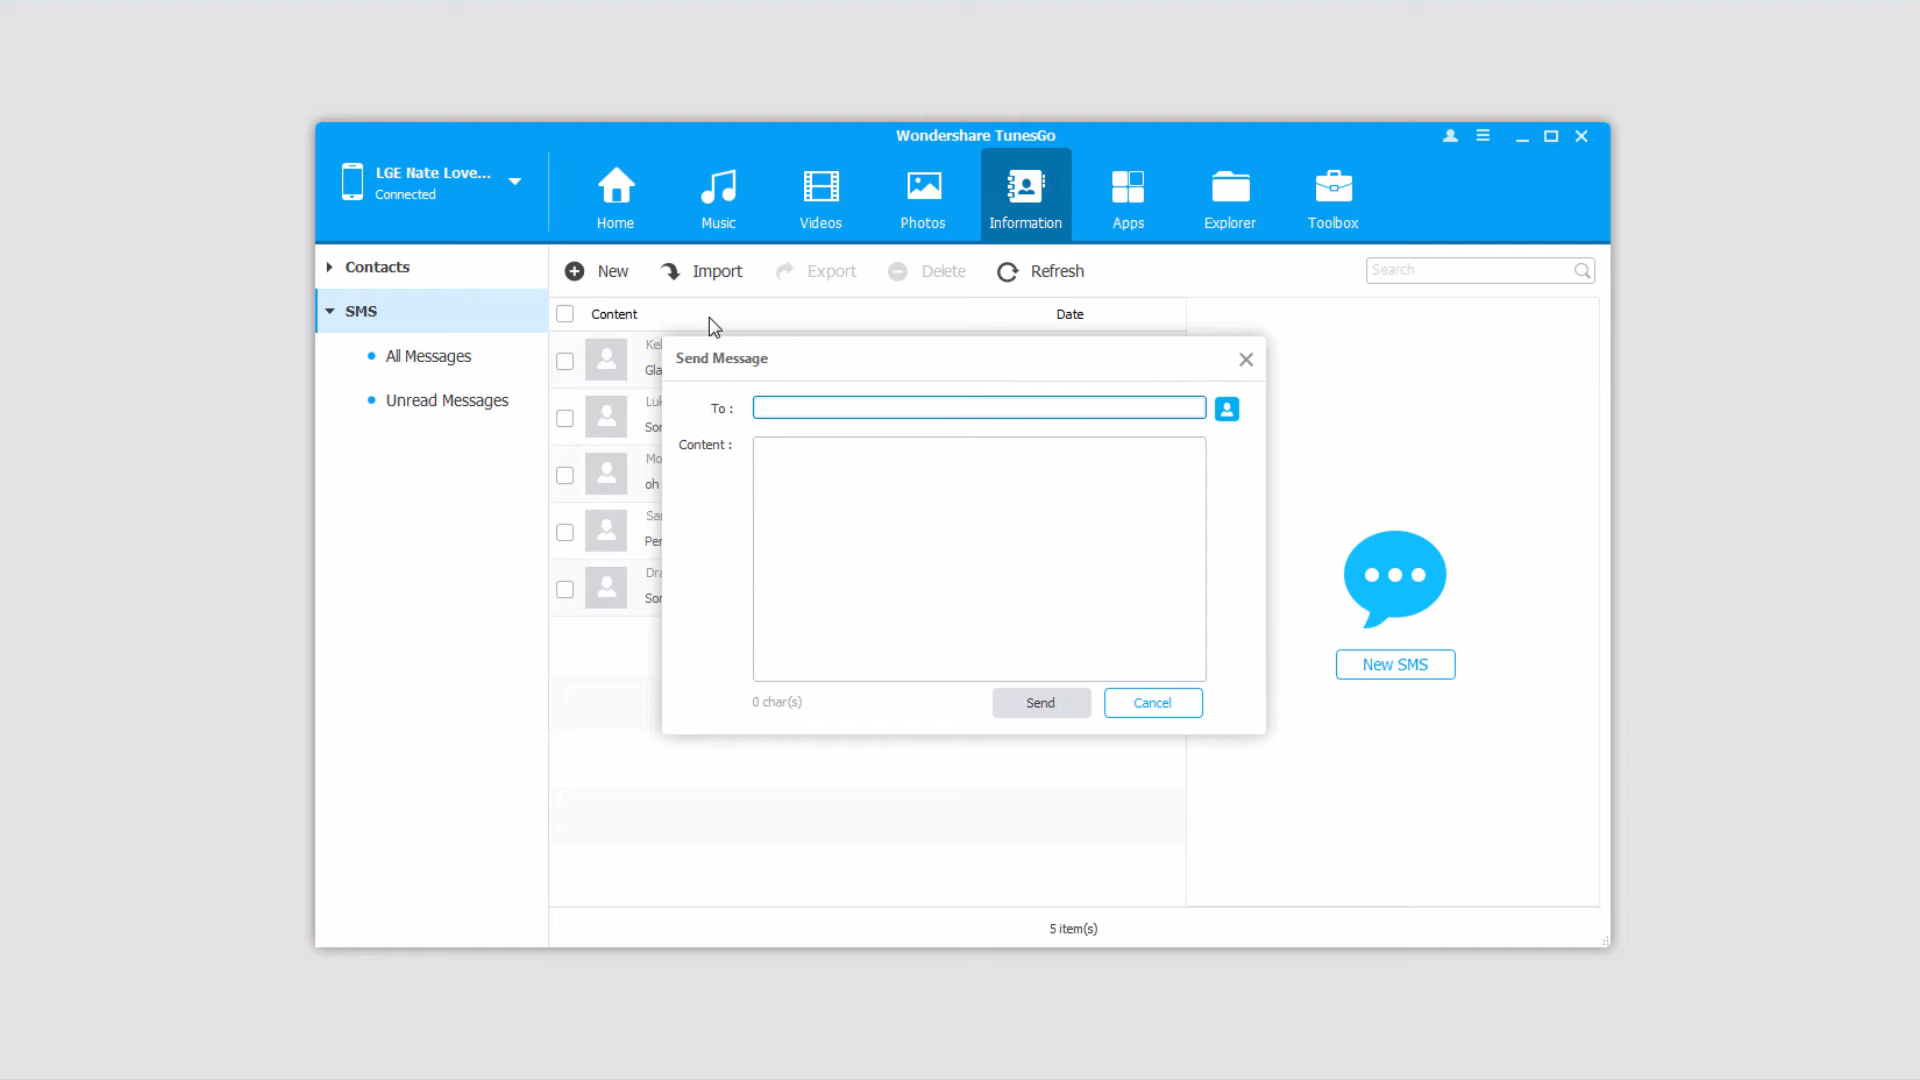 Wondershare TunesGo
LGE Nate Love...
Connected
Home
Music
Videos
Photos
Information
Apps
Explorer
Toolbox
Contacts
SMS
All Messages
Unread Messages
New
Import
Export
Delete
Refresh
Search
Content
Date
Send Message
To :
Content :
oh
0 char(s)
Send
Cancel
New SMS
5 item(s)